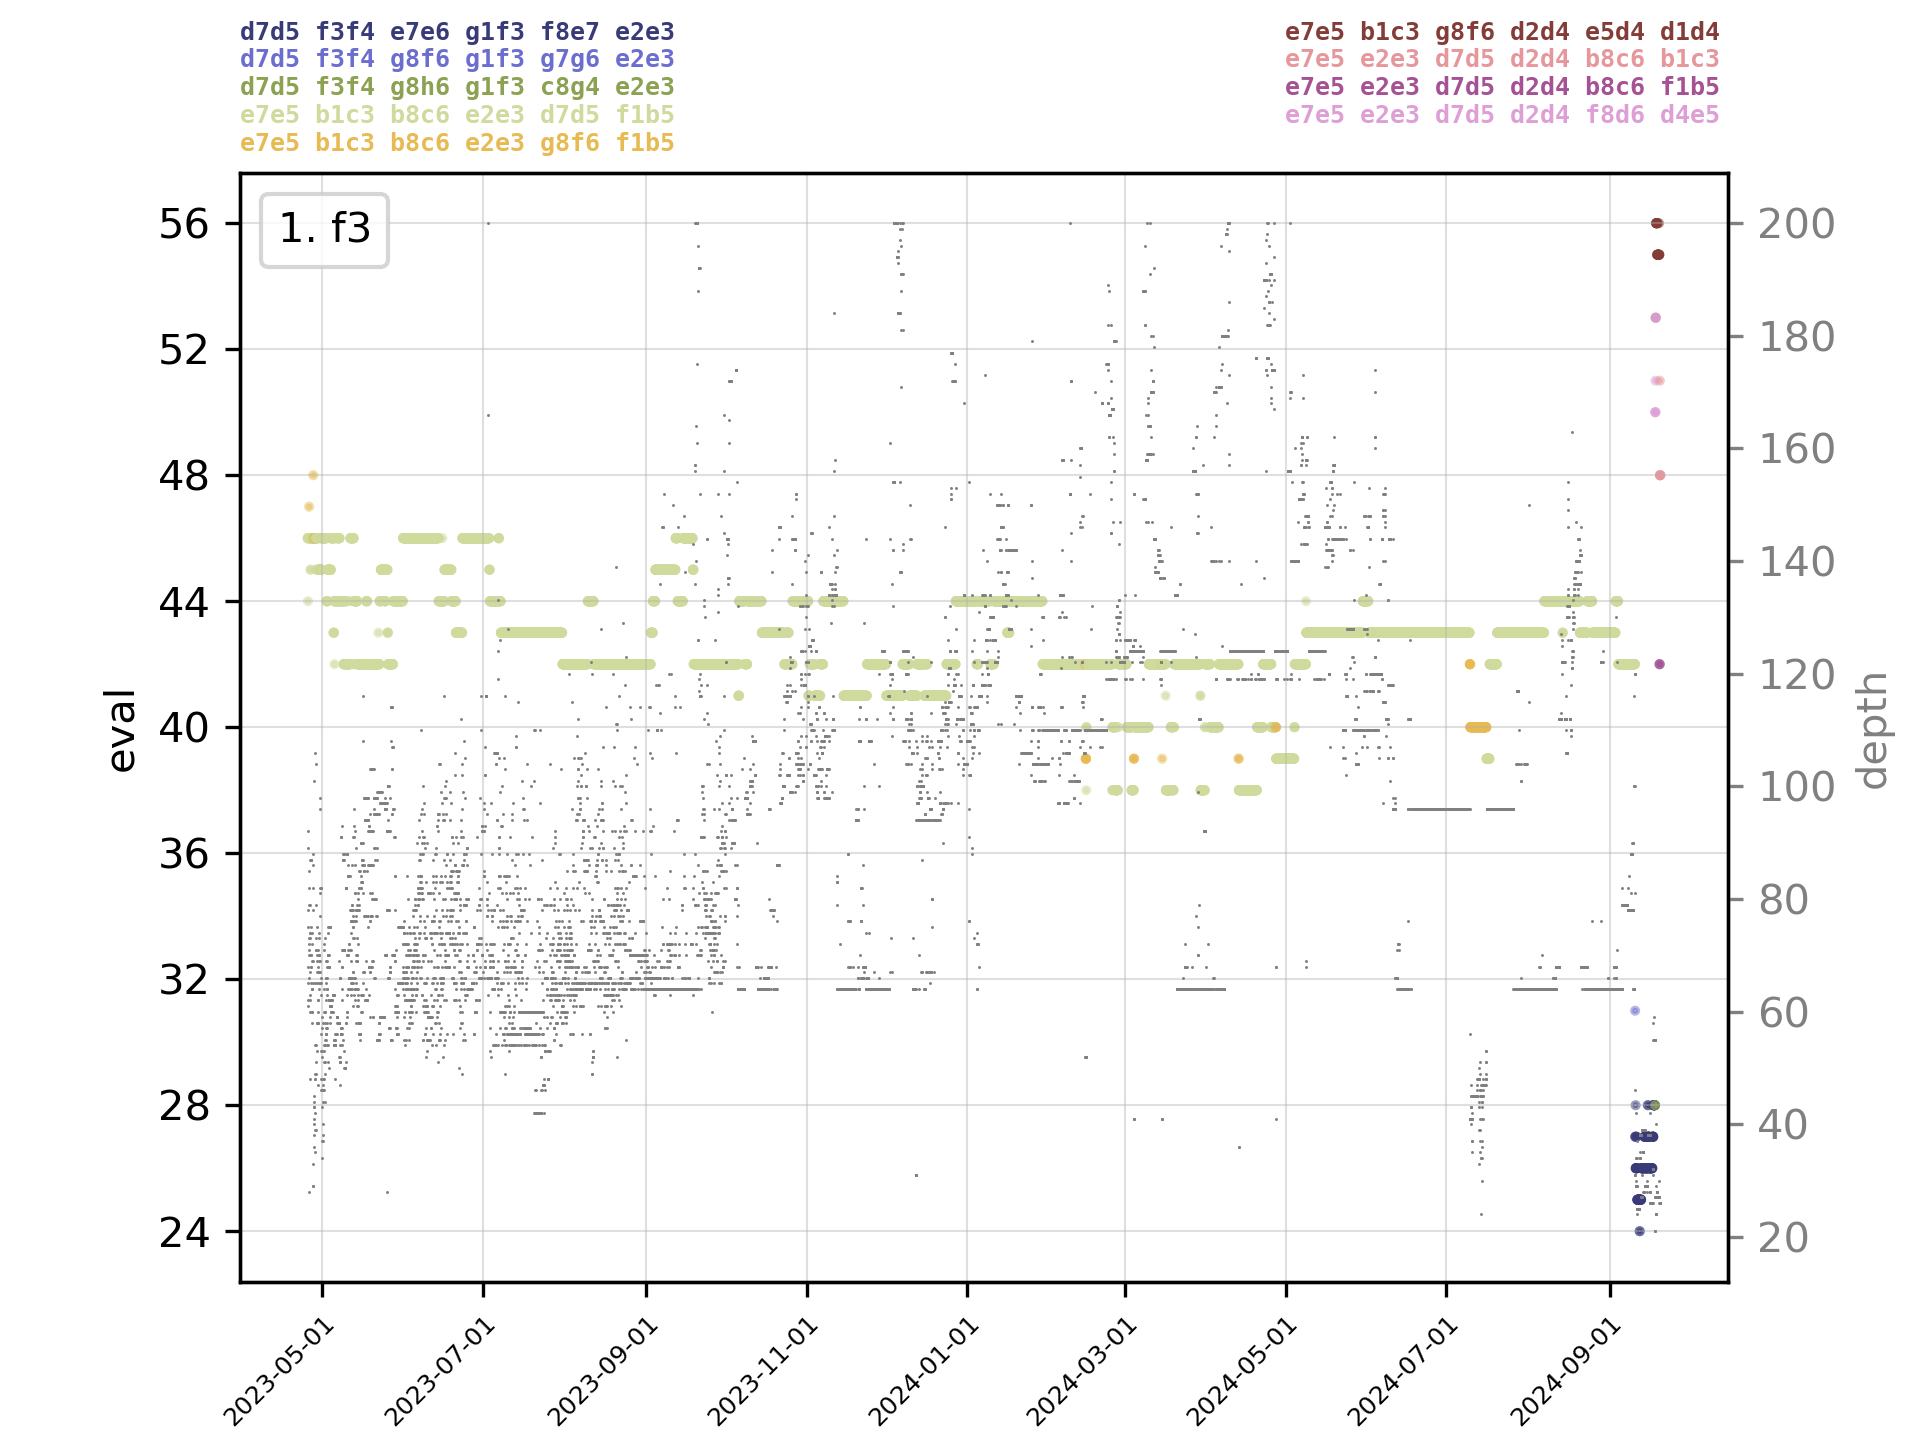 d7d5 f3f4 e7e6 g1f3 f8e7 e2e3
d7d5 f3f4 g8f6 g1f3 g7g6 e2e3
d7d5 f3f4 g8h6 g1f3 c8g4 e2e3
e7e5 b1c3 b8c6 e2e3 d7d5 f1b5
e7e5 b1c3 b8c6 e2e3 g8f6 f1b5
e7e5 b1c3 g8f6 d2d4 e5d4 d1d4
e7e5 e2e3 d7d5 d2d4 b8c6 b1c3
e7e5 e2e3 d7d5 d2d4 b8c6 f1b5
e7e5 e2e3 d7d5 d2d4 f8d6 d4e5
1. f3
eval
56
52
48
44
40
36
32
28
24
200
180
160
140
120
100
80
60
40
20
depth
2023-05-01
2023-07-01
2023-09-01
2023-11-01
2024-01-01
2024-03-01
2024-05-01
2024-07-01
2024-09-01